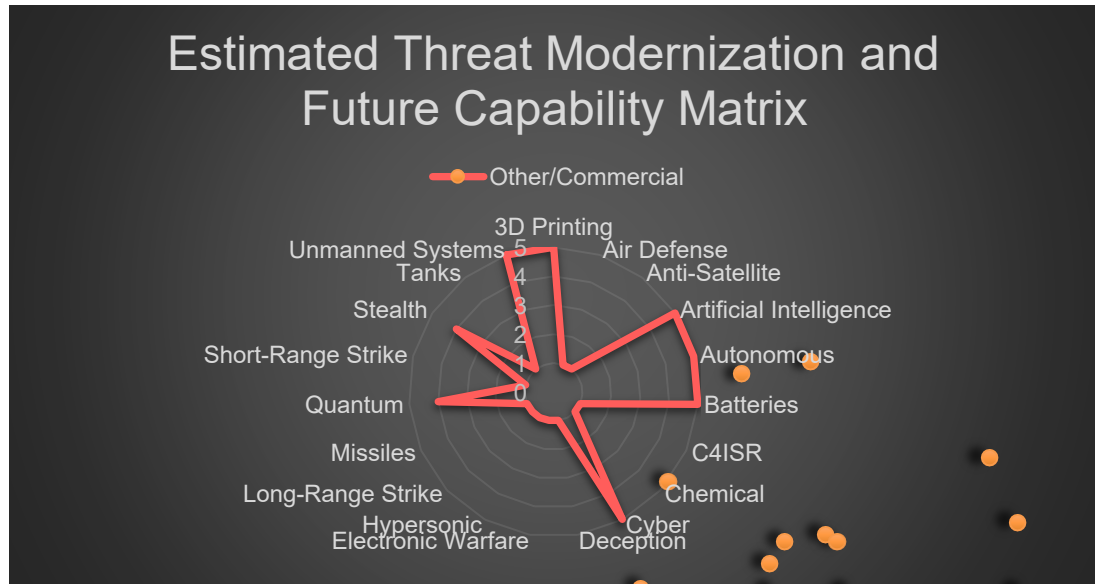 Estimated Threat Modernization and
Future Capability Matrix
Other/Commercial
3D Printing
Unmanned Systems 5 Air Defense
Tanks Anti-Satellite
4
Stealth 3 Artificial Intelligence
2
Short-Range Strike Autonomous
1
0
Quantum Batteries
Missiles C4ISR
Long-Range Strike Chemical
Hypersonic Cyber
Electronic Warfare Deception